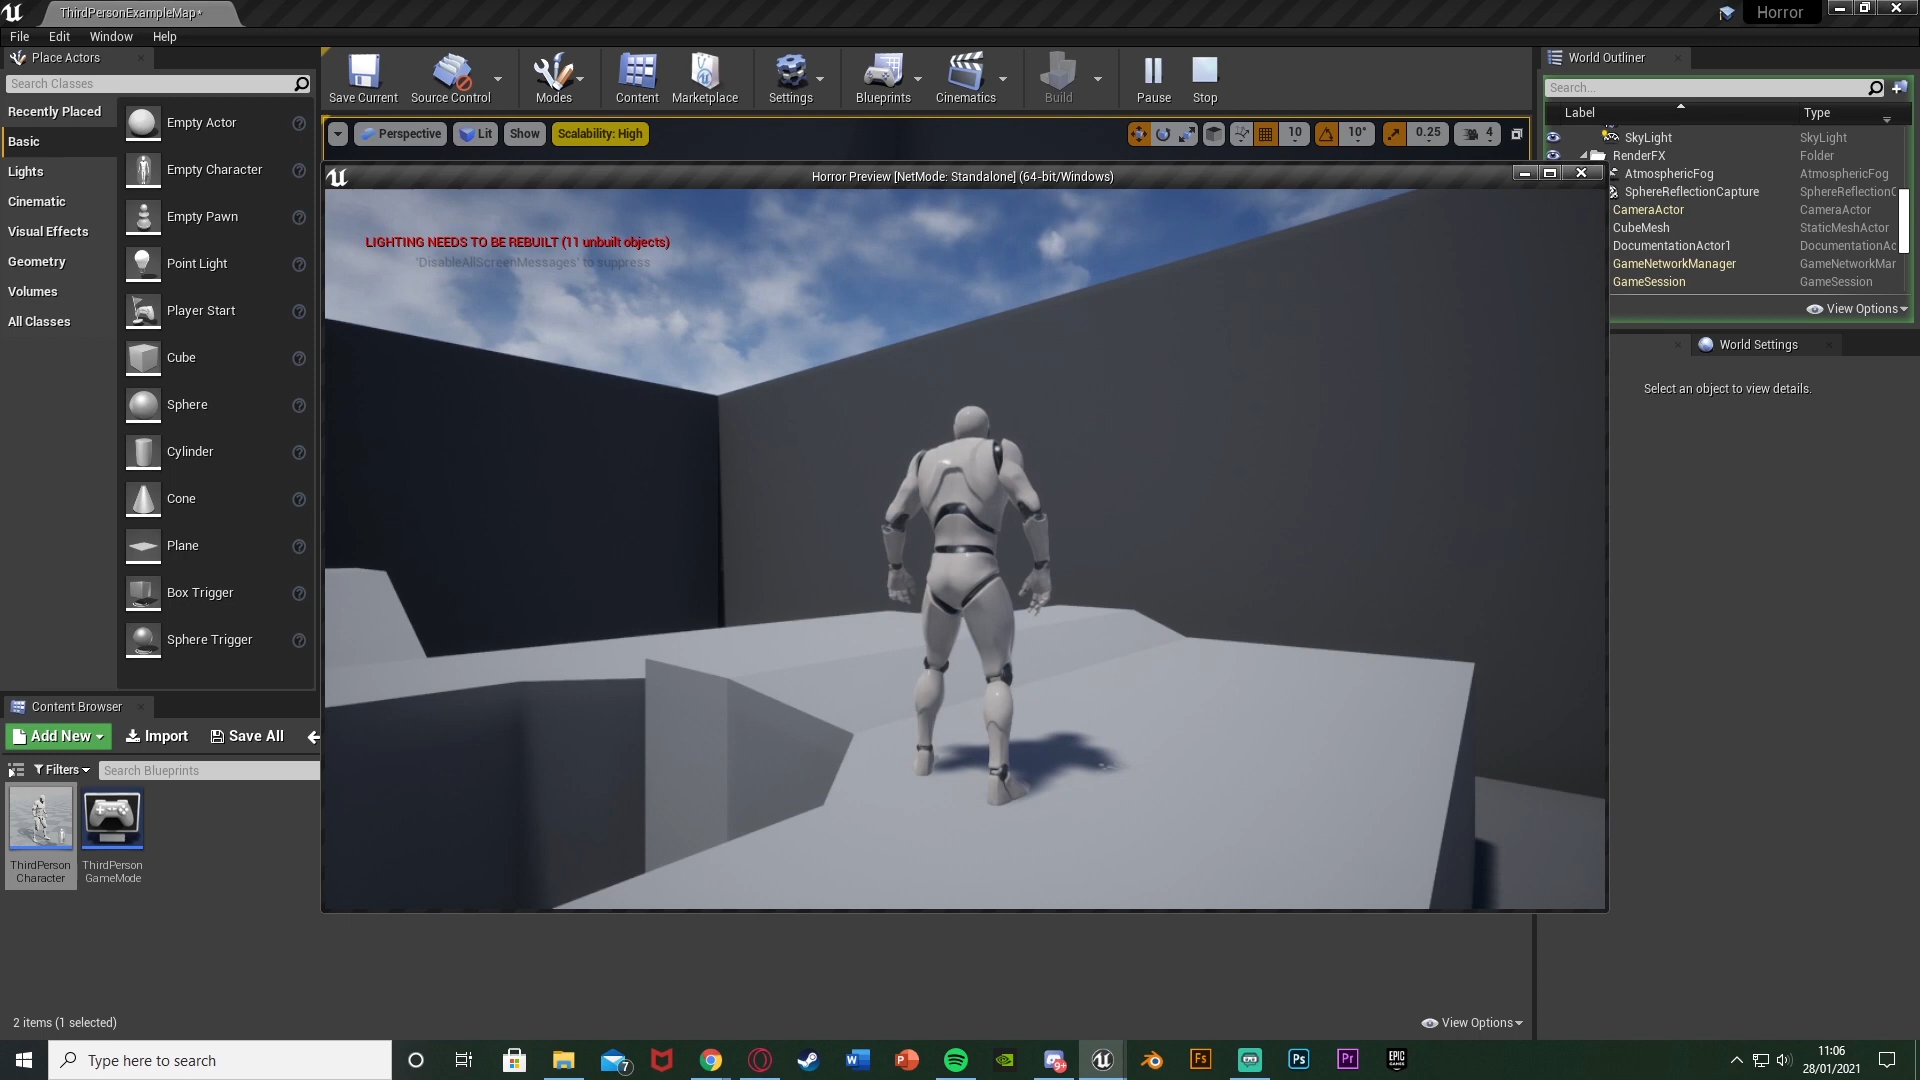 ThirdPersonExampleMap*
Horror
File Edit Window Help
Place Actors
Search Classes
Recently Placed
Basic
Lights
Cinematic
Visual Effects
Geometry
Volumes
All Classes
Empty Actor
Empty Character
Empty Pawn
Point Light
Player Start
Cube
Sphere
Cylinder
Cone
Plane
Box Trigger
Sphere Trigger
Save Current
Source Control
Modes
Content
Marketplace
Settings
Blueprints
Cinematics
Build
Pause
Stop
Perspective Lit Show Scalability: High
10 10° 0.25 4
Horror Preview [NetMode: Standalone] (64-bit/Windows)
LIGHTING NEEDS TO BE REBUILT (11 unbuilt objects)
'DisableAllScreenMessages' to suppress
World Outliner
Search...
Label Type
SkyLight SkyLight
RenderFX Folder
AtmosphericFog AtmosphericFog
SphereReflectionCapture SphereReflectionC
CameraActor CameraActor
CubeMesh StaticMeshActor
DocumentationActor1 DocumentationAc
GameNetworkManager GameNetworkMar
GameSession GameSession
View Options
World Settings
Select an object to view details.
Content Browser
Add New Import Save All
Filters Search Blueprints
ThirdPerson
Character
ThirdPerson
GameMode
2 items (1 selected)
View Options
Type here to search
7
W
P
9+
Fs
Ps
Pr
EPIC
GAMES
11:06
28/01/2021